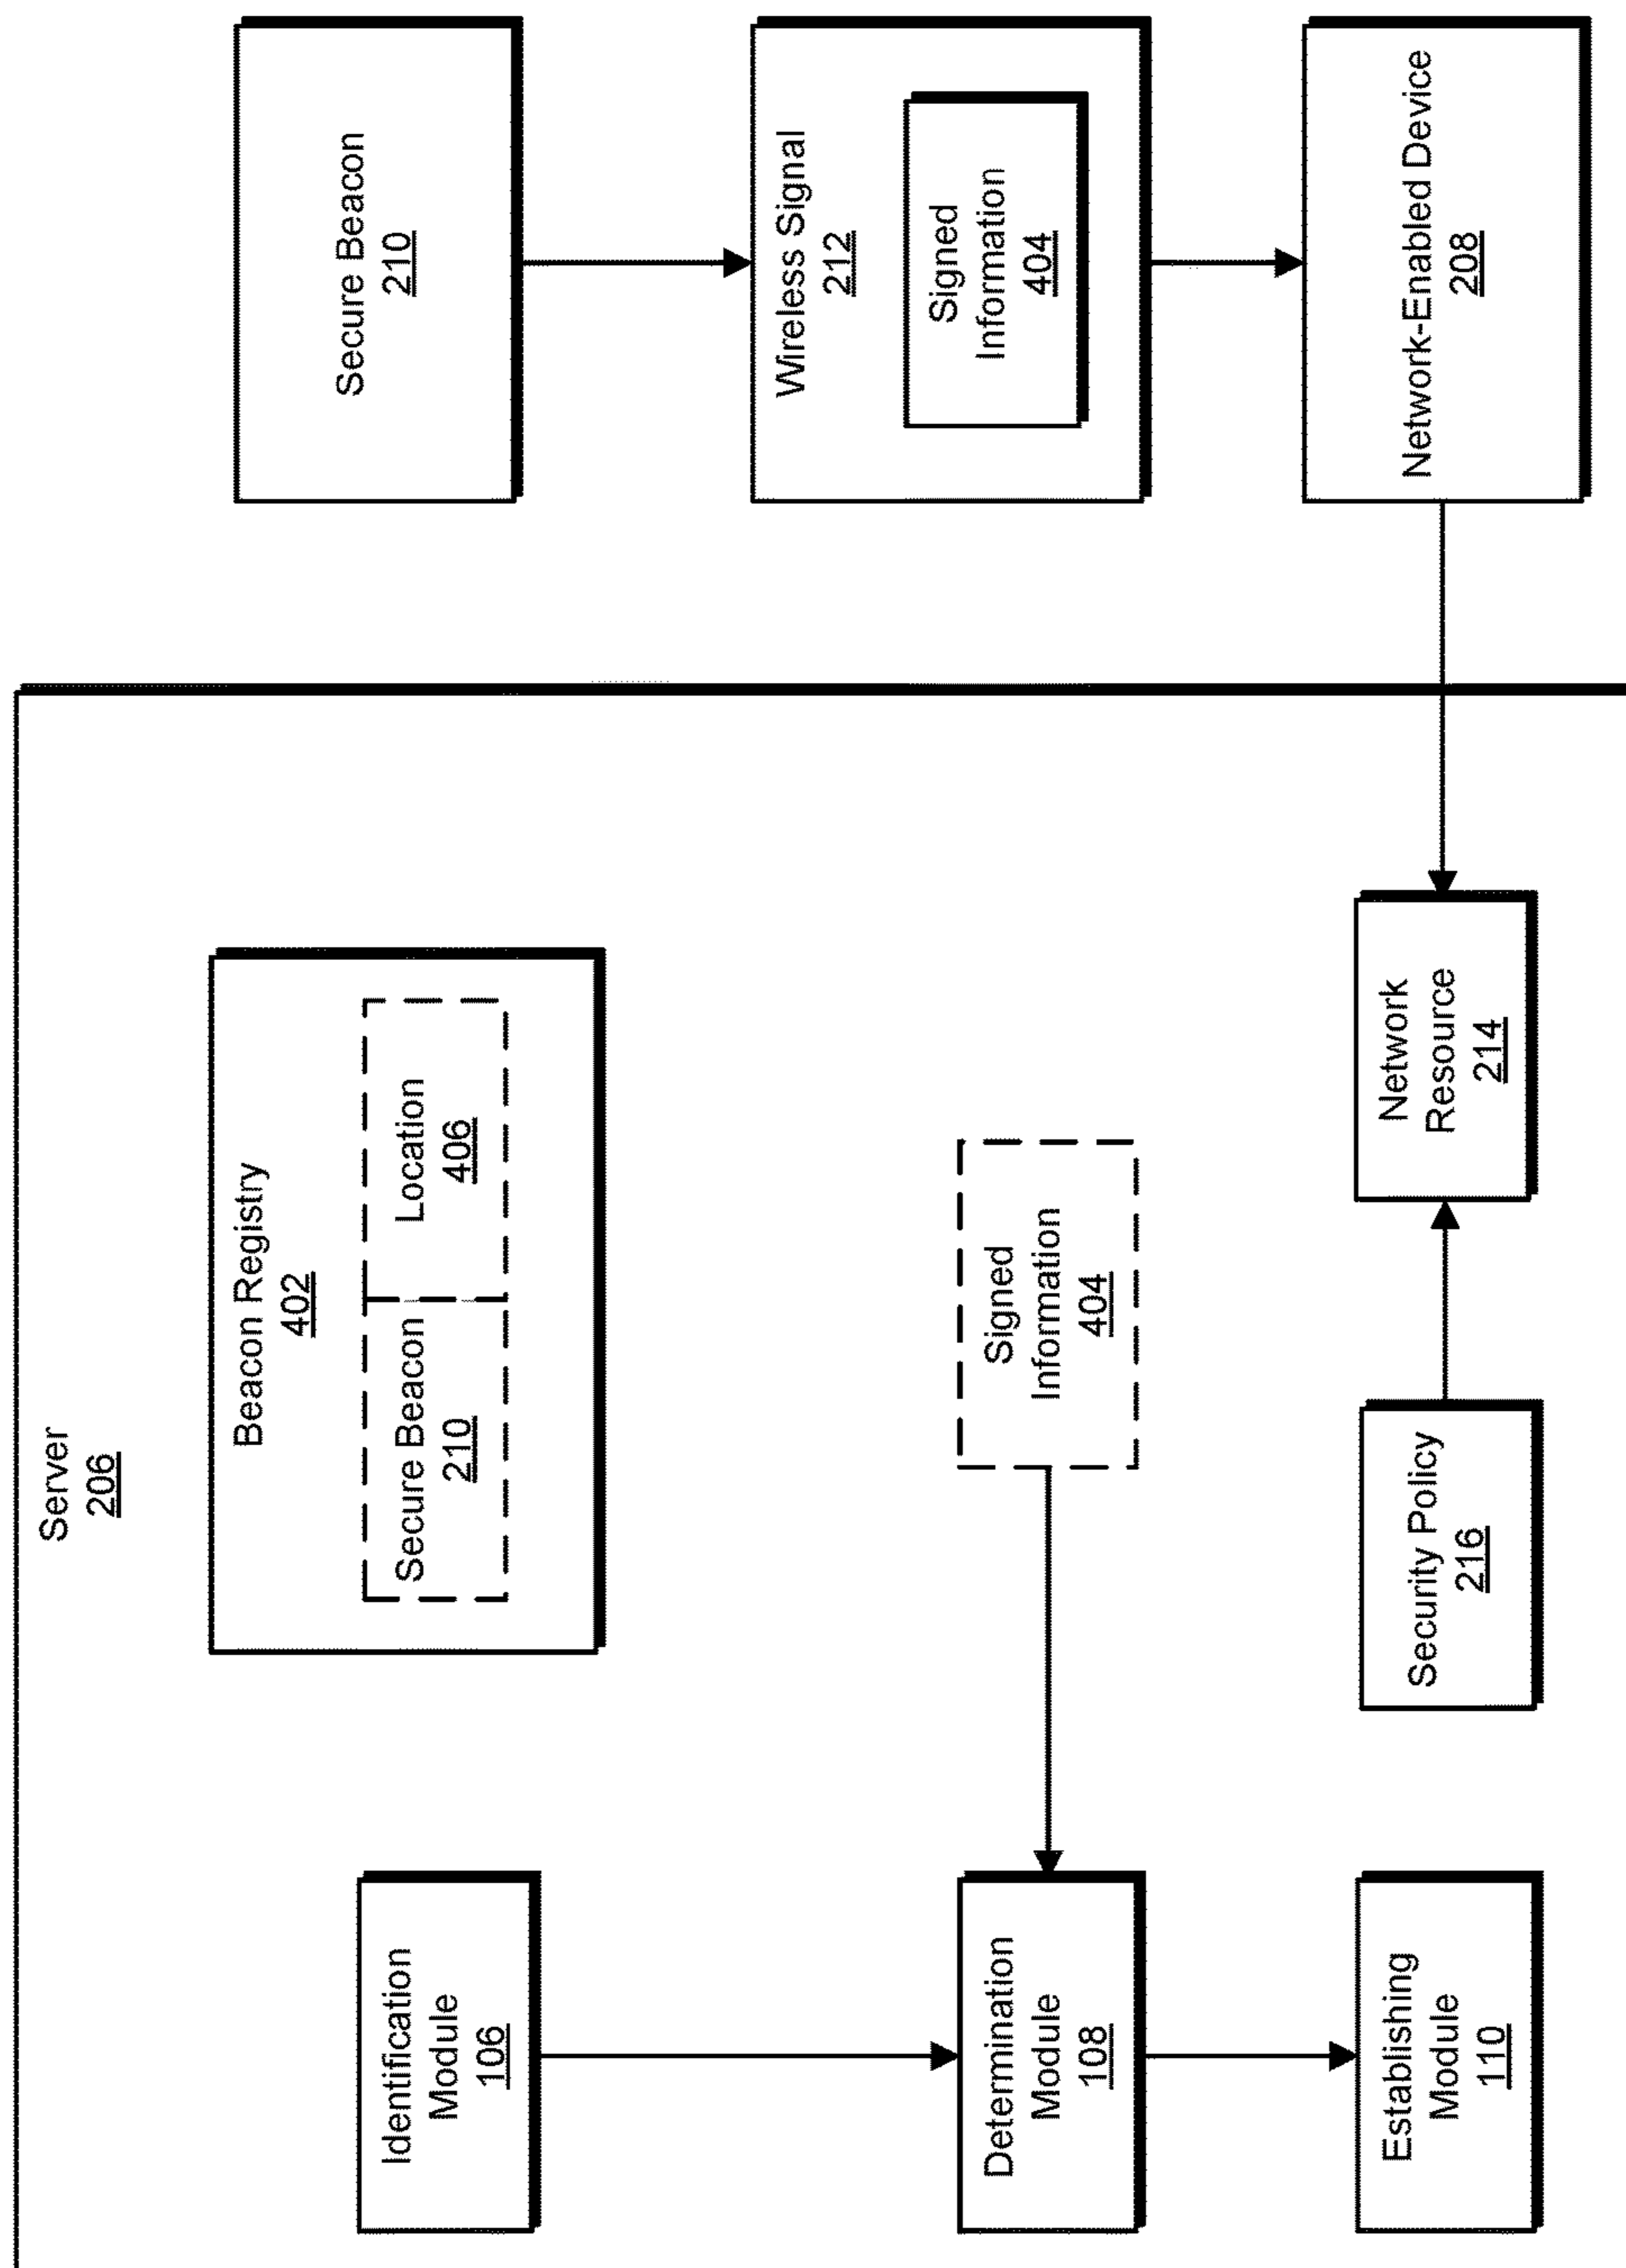 Server
206
Identification
Module
106
Beacon Registry
402
Secure Beacon
210
Location
406
Secure Beacon
210
Determination
Module
108
Signed
Information
404
Wireless Signal
212
Signed
Information
404
Establishing
Module
110
Security Policy
216
Network
Resource
214
Network-Enabled Device
208